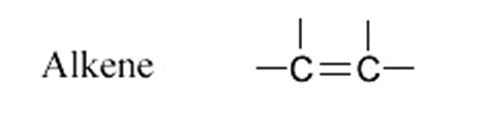 Alkene —C=C—